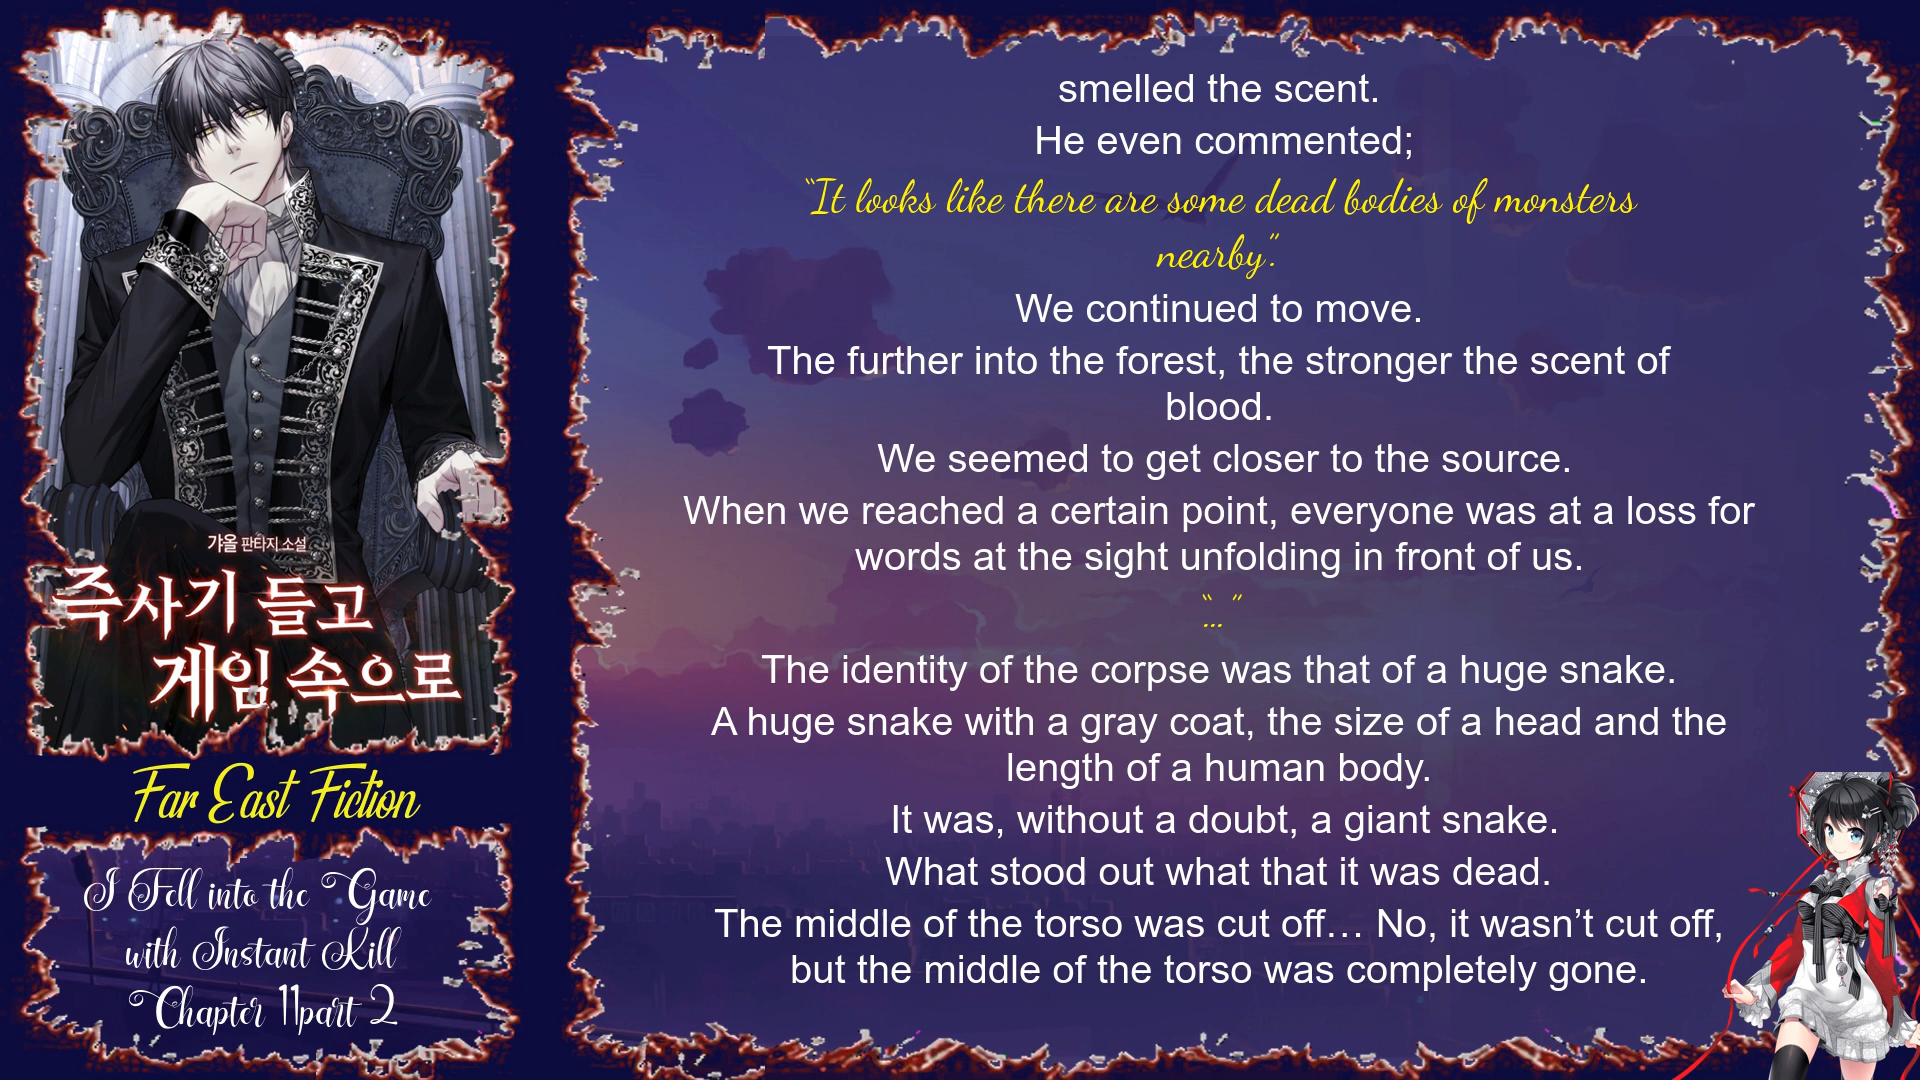 갸올 판타지 소설
즉사기 들고
게임 속으로
Far East Fiction
I Fell into the Game
with Instant Kill
Chapter 11part 2
smelled the scent.
He even commented;
“It looks like there are some dead bodies of monsters
nearby”.
We continued to move.
The further into the forest, the stronger the scent of
blood.
We seemed to get closer to the source.
When we reached a certain point, everyone was at a loss for
words at the sight unfolding in front of us.
“…”
The identity of the corpse was that of a huge snake.
A huge snake with a gray coat, the size of a head and the
length of a human body.
It was, without a doubt, a giant snake.
What stood out what that it was dead.
The middle of the torso was cut off… No, it wasn’t cut off,
but the middle of the torso was completely gone.